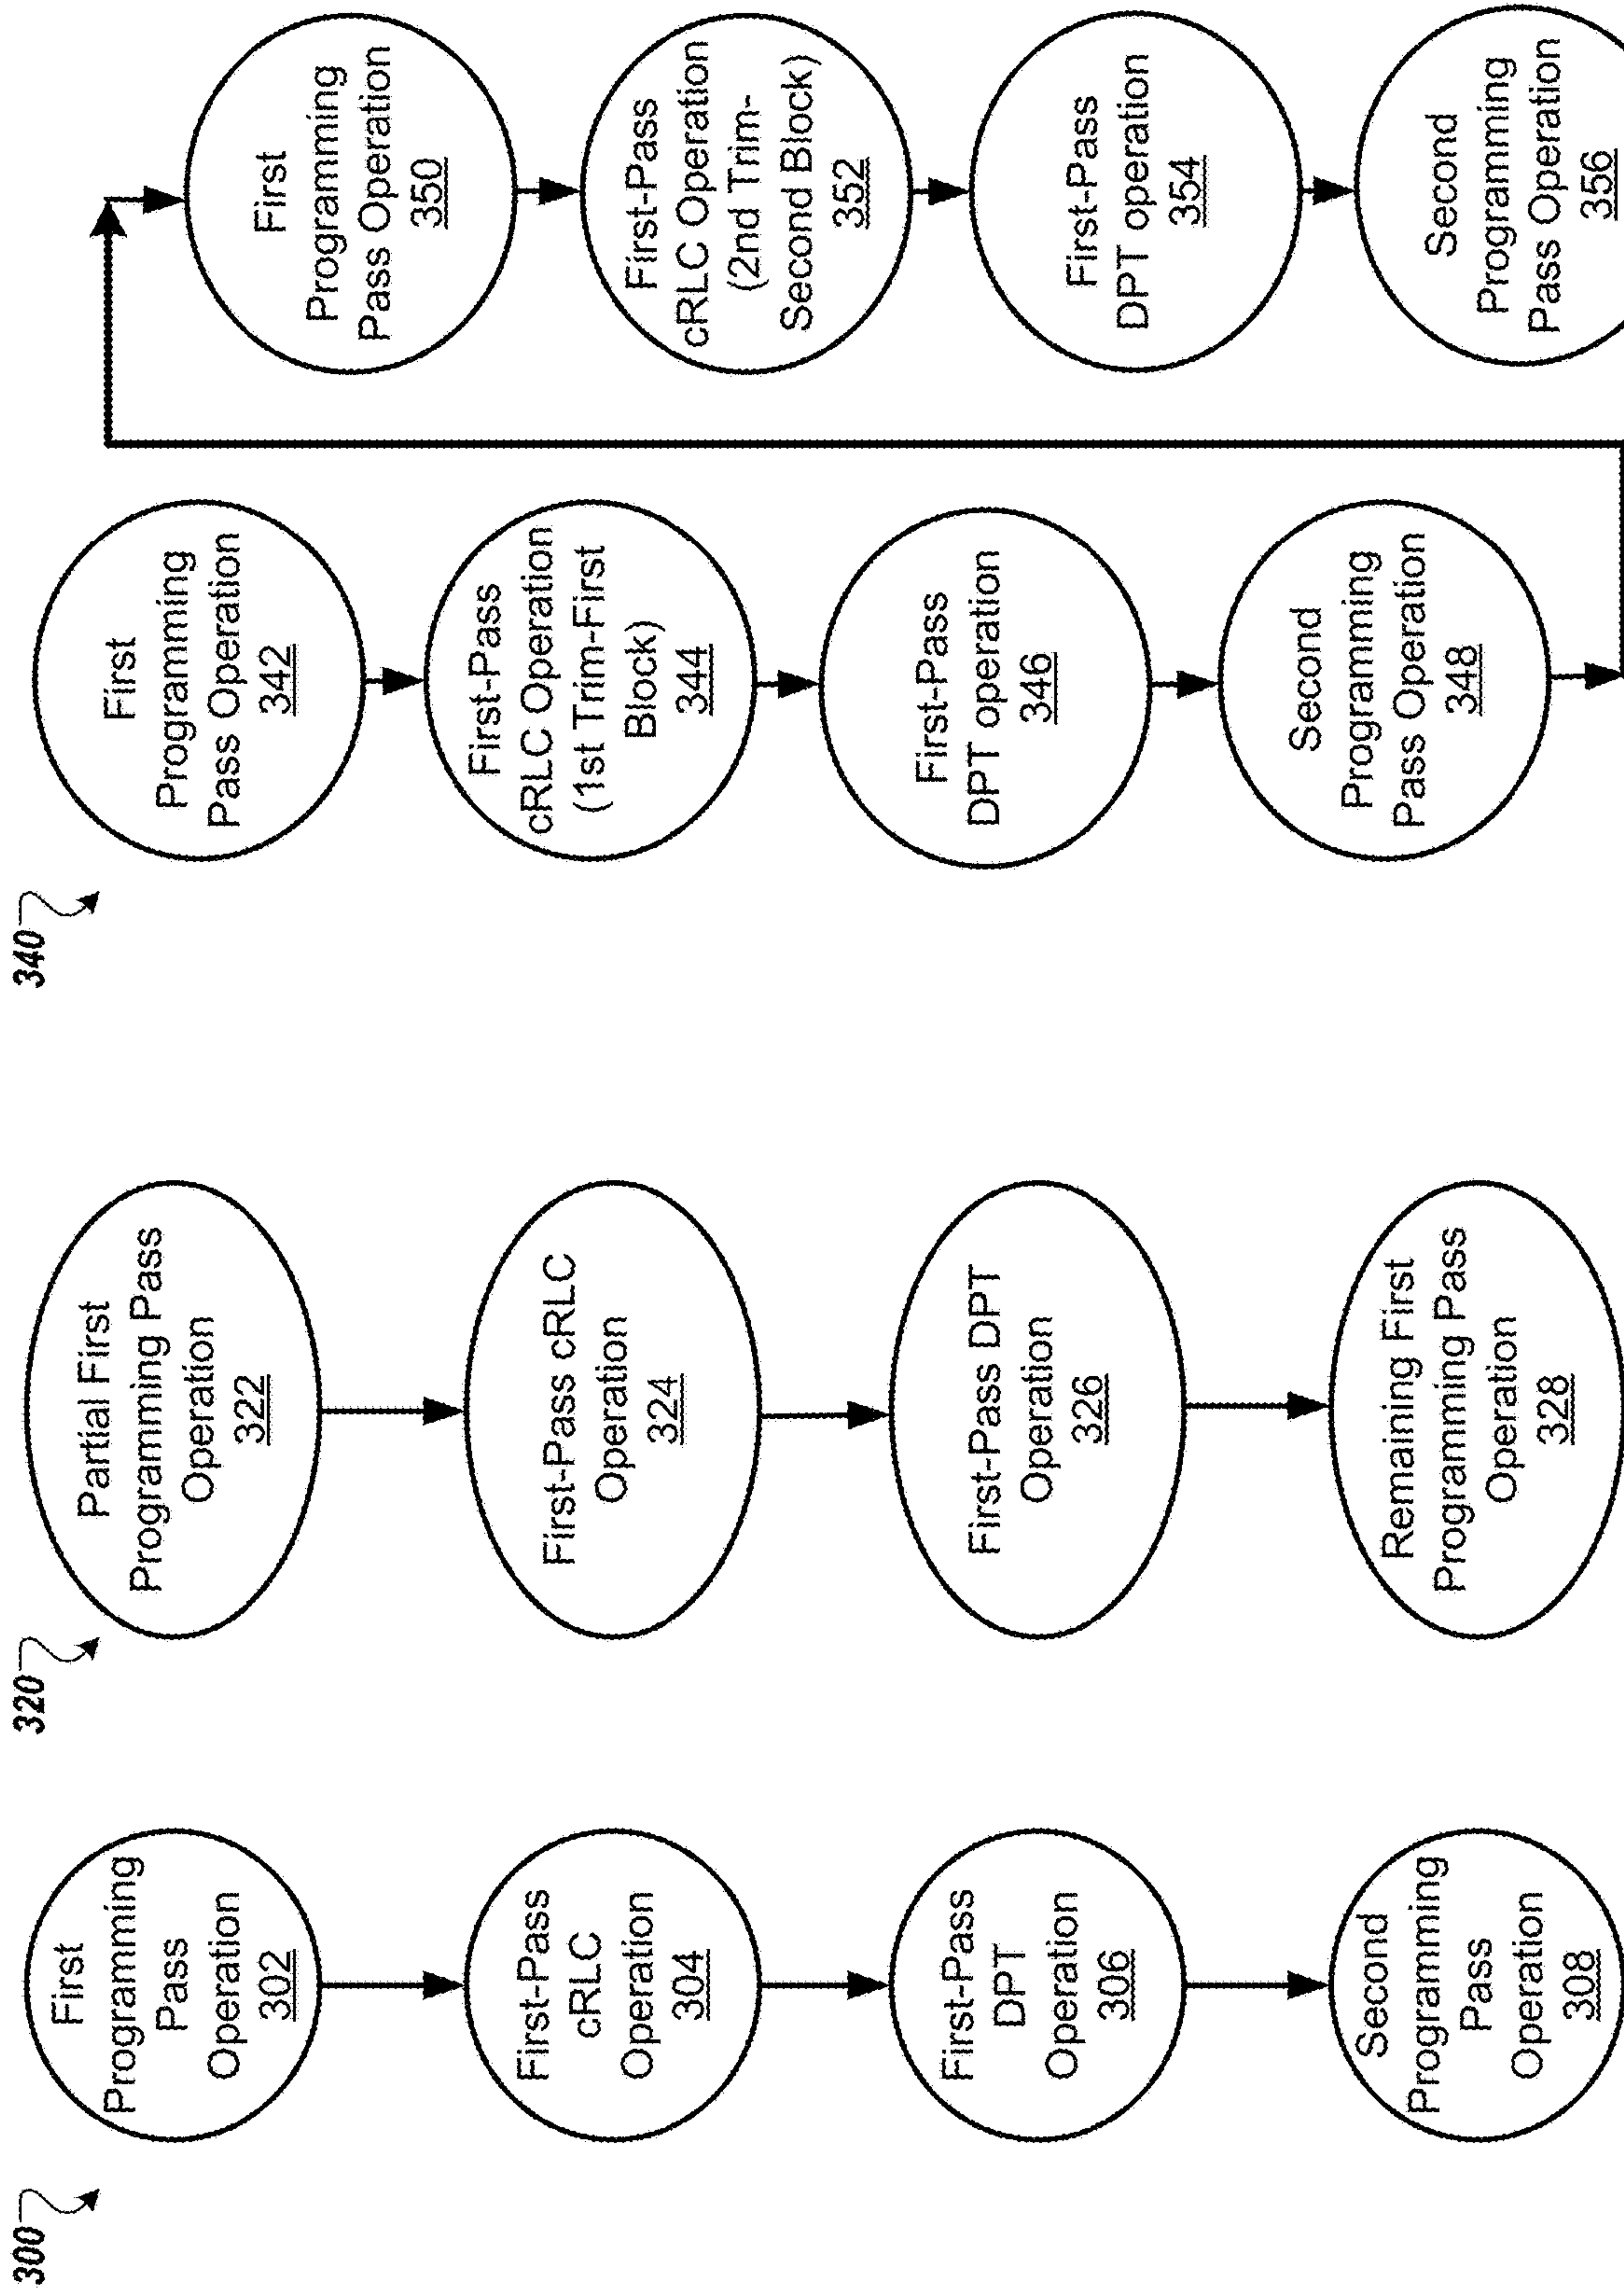 300
First
Programming
Pass
Operation
302
First-Pass
cRLC
Operation
304
First-Pass
DPT
Operation
306
Second
Programming
Pass
Operation
308
320
Partial First
Programming Pass
Operation
322
First-Pass cRLC
Operation
324
First-Pass DPT
Operation
326
Remaining First
Programming Pass
Operation
328
340
First
Programming
Pass Operation
342
First-Pass
cRLC Operation
(1st Trim-First
Block)
344
First-Pass
DPT operation
346
Second
Programming
Pass Operation
348
First
Programming
Pass Operation
350
First-Pass
cRLC Operation
(2nd Trim-
Second Block)
352
First-Pass
DPT operation
354
Second
Programming
Pass Operation
356